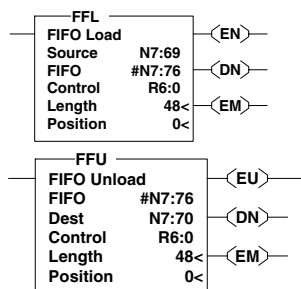 FFL
FIFO Load
EN
Source N7:69
FIFO #N7:76
DN
Control R6:0
Length 48<
EM
Position 0<
FFU
FIFO Unload
EU
FIFO #N7:76
Dest N7:70
DN
Control R6:0
Length 48<
EM
Position 0<